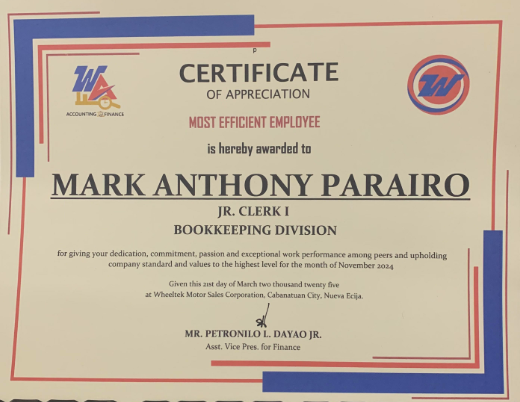 P
CERTIFICATE
OF APPRECIATION
W
ACCOUNTING & FINANCE
W
MOST EFFICIENT EMPLOYEE
is hereby awarded to
MARK ANTHONY PARAIRO
JR. CLERK I
BOOKKEEPING DIVISION
for giving your dedication, commitment, passion and exceptional work performance among peers and upholding
company standard and values to the highest level for the month of November 2024
Given this 21st day of March two thousand twenty five
at Wheeltek Motor Sales Corporation, Cabanatuan City, Nueva Ecija.
MR. PETRONILO L. DAYAO JR.
Asst. Vice Pres. for Finance